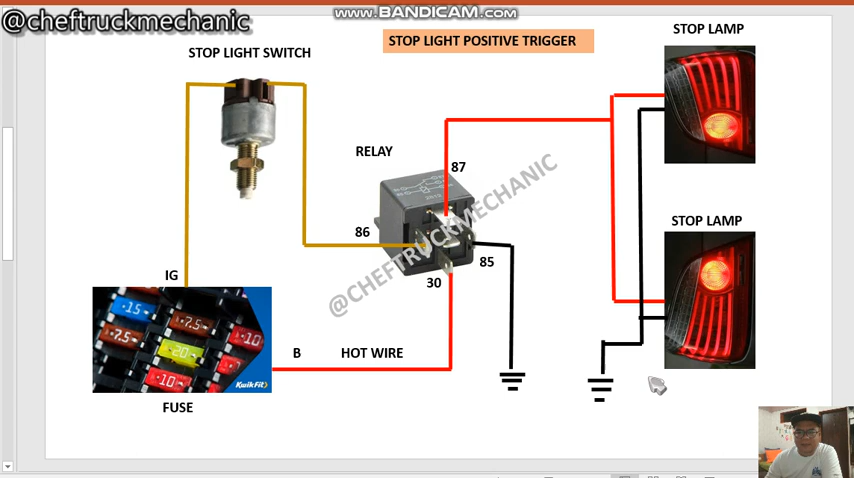 @cheftruckmechanic
www.BANDICAM.com
STOP LIGHT POSITIVE TRIGGER
STOP LAMP
STOP LIGHT SWITCH
RELAY
87
86
85
30
@CHEFTRUCKMECHANIC
STOP LAMP
IG
15
7.5
7.5
10
20
10
KwikFit
B
HOT WIRE
FUSE